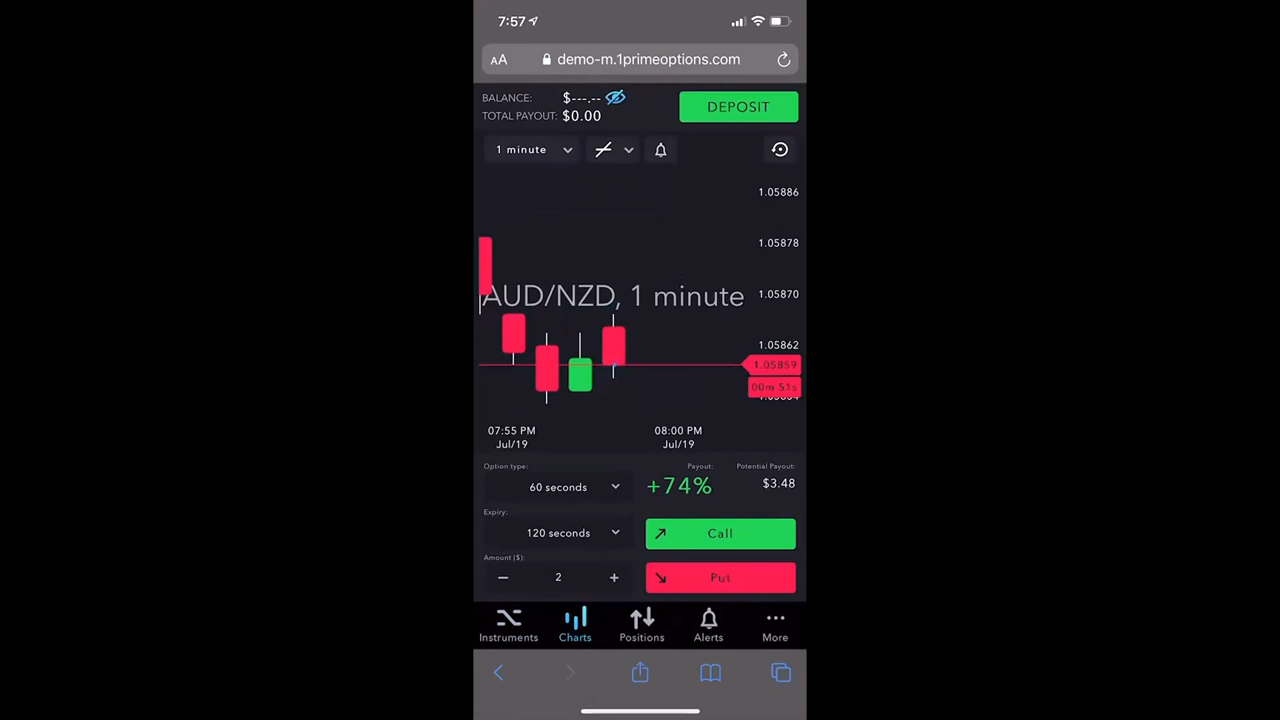 7:57
AA demo-m.1primeoptions.com
BALANCE: $---.--
TOTAL PAYOUT: $0.00
DEPOSIT
1 minute
1.05886
1.05878
AUD/NZD, 1 minute
1.05870
1.05862
1.05859
00m 51s
07:55 PM
Jul/19
08:00 PM
Jul/19
Option type:
60 seconds
Payout:
+74%
Potential Payout:
$3.48
Expiry:
120 seconds
Call
Amount ($):
− 2 +
Put
Instruments
Charts
Positions
Alerts
More